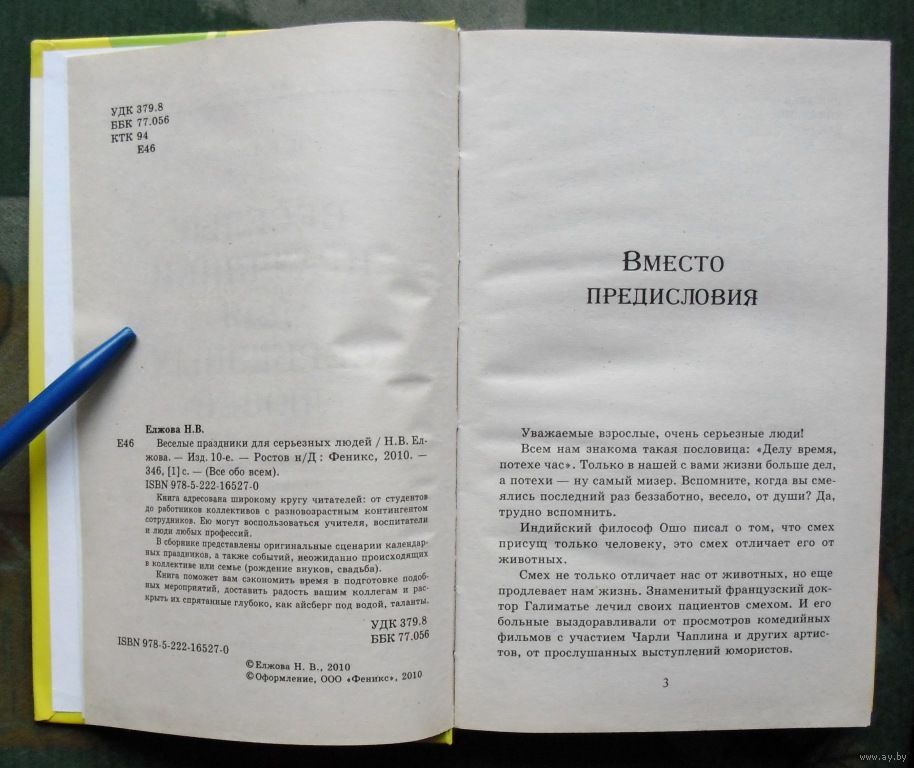 УДК 379.8
ББК 77.056
КТК 94
Е46
Елжова Н.В.
Е46 Веселые праздники для серьезных людей / Н.В. Ел-
жова. — Изд. 10-е. — Ростов н/Д : Феникс, 2010. —
346, [1] с. — (Все обо всем).
ISBN 978-5-222-16527-0
Книга адресована широкому кругу читателей: от студентов
до работников коллективов с разновозрастным контингентом
сотрудников. Ею могут воспользоваться учителя, воспитатели
и люди любых профессий.
В сборнике представлены оригинальные сценарии календар-
ных праздников, а также событий, неожиданно происходящих
в коллективе или семье (рождение внуков, свадьба).
Книга поможет вам сэкономить время в подготовке подоб-
ных мероприятий, доставить радость вашим коллегам и рас-
крыть их спрятанные глубоко, как айсберг под водой, таланты.
УДК 379.8
ББК 77.056
ISBN 978-5-222-16527-0
© Елжова Н. В., 2010
© Оформление, ООО «Феникс», 2010
Вместо
предисловия
Уважаемые взрослые, очень серьезные люди!
Всем нам знакома такая пословица: «Делу время,
потехе час». Только в нашей с вами жизни больше дел,
а потехи — ну самый мизер. Вспомните, когда вы сме-
ялись последний раз беззаботно, весело, от души? Да,
трудно вспомнить.
Индийский философ Ошо писал о том, что смех
присущ только человеку, это смех отличает его от
животных.
Смех не только отличает нас от животных, но еще
продлевает нам жизнь. Знаменитый французский док-
тор Галиматье лечил своих пациентов смехом. И его
больные выздоравливали от просмотров комедийных
фильмов с участием Чарли Чаплина и других артис-
тов, от прослушанных выступлений юмористов.
3
www.ay.by